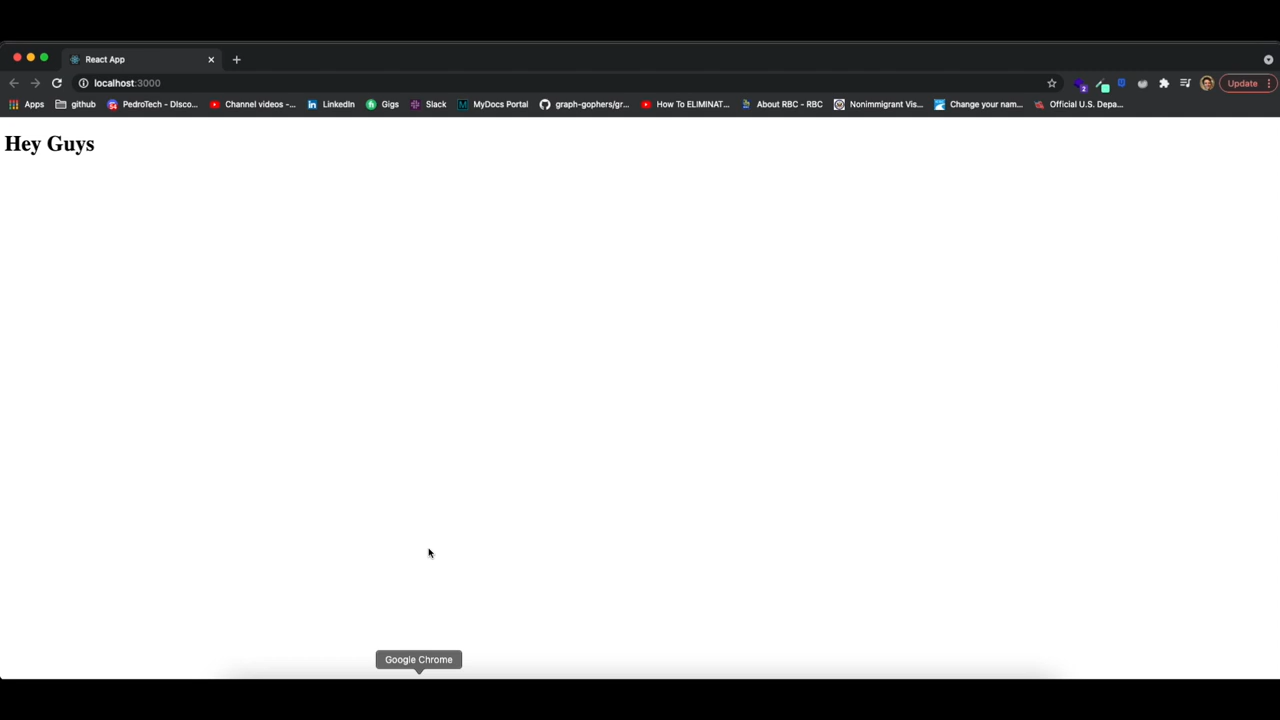 React App
localhost:3000
Update
Apps github PedroTech - Disco... Channel videos -... LinkedIn Gigs Slack MyDocs Portal graph-gophers/gr... How To ELIMINAT... About RBC - RBC Nonimmigrant Vis... Change your nam... Official U.S. Depa...
Hey Guys
Google Chrome